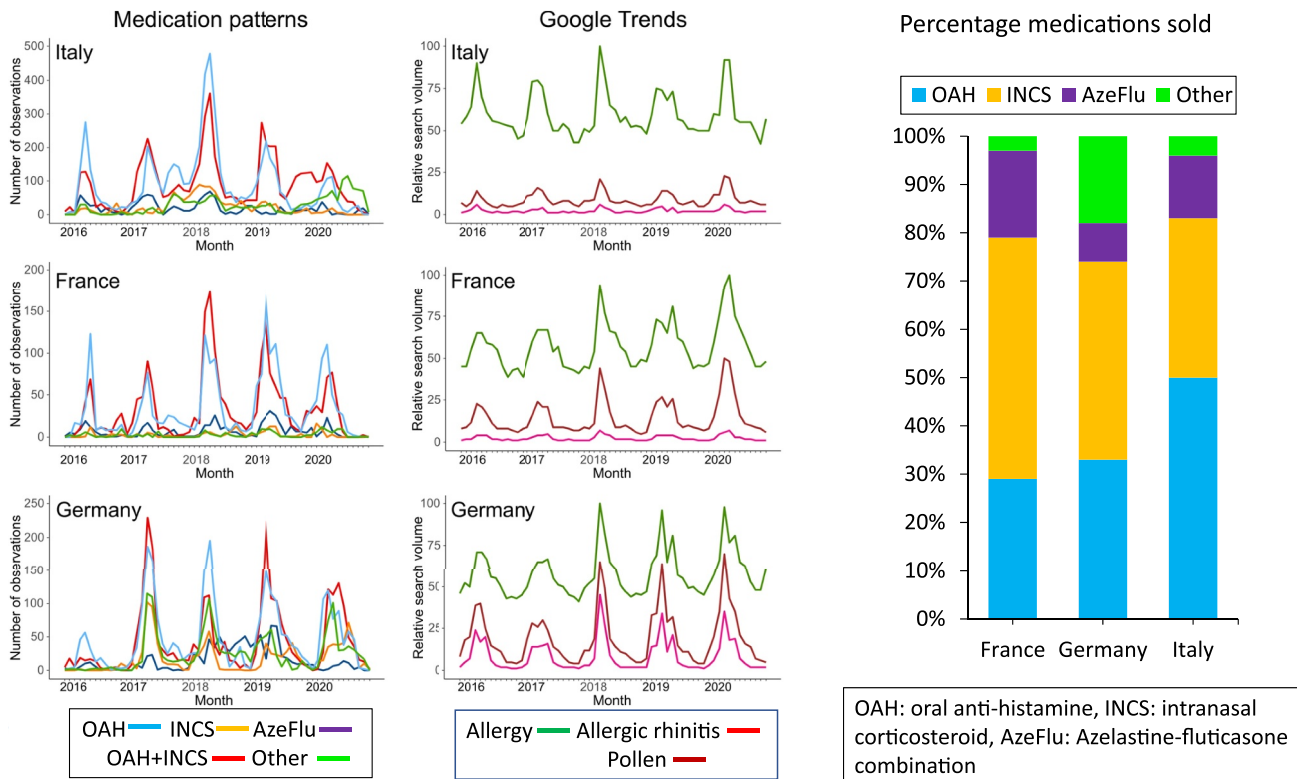 Medication patterns
Italy
Number of observations
500
400
300
200
100
0
2016 2017 2018 2019 2020
Month
France
Number of observations
200
150
100
50
0
2016 2017 2018 2019 2020
Month
Germany
Number of observations
250
200
150
100
50
0
2016 2017 2018 2019 2020
Month
OAH INCS AzeFlu
OAH+INCS Other
Google Trends
Italy
Relative search volume
100
75
50
25
0
2016 2017 2018 2019 2020
Month
France
Relative search volume
100
75
50
25
0
2016 2017 2018 2019 2020
Month
Germany
Relative search volume
100
75
50
25
0
2016 2017 2018 2019 2020
Month
Allergy Allergic rhinitis
Pollen
Percentage medications sold
OAH INCS AzeFlu Other
100%
90%
80%
70%
60%
50%
40%
30%
20%
10%
0%
France Germany Italy
OAH: oral anti-histamine, INCS: intranasal
corticosteroid, AzeFlu: Azelastine-fluticasone
combination